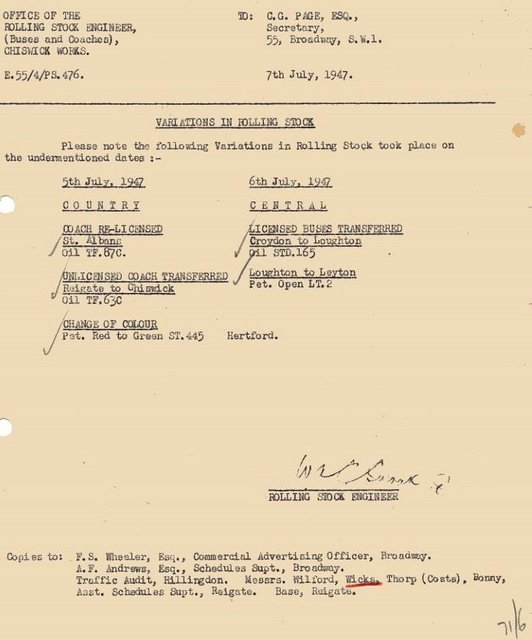 OFFICE OF THE
ROLLING STOCK ENGINEER,
(Buses and Coaches),
CHISWICK WORKS.
E.55/4/PS.476.
TO: C.G. PAGE, ESQ.,
Secretary,
55, Broadway, S.W.1.
7th July, 1947.
VARIATIONS IN ROLLING STOCK
Please note the following Variations in Rolling Stock took place on
the undermentioned dates :-
5th July, 1947
COUNTRY
COACH RE-LICENSED
St. Albans
Oil TF.67C.
UNLICENSED COACH TRANSFERRED
Reigate to Chiswick
Oil TF.63C
CHANGE OF COLOUR
Pet. Red to Green ST.445 Hertford.
6th July, 1947
CENTRAL
LICENSED BUSES TRANSFERRED
Croydon to Loughton
Oil STD.165
Loughton to Leyton
Pet. Open LT.2
ROLLING STOCK ENGINEER
Copies to: F.S. Wheeler, Esq., Commercial Advertising Officer, Broadway.
A.F. Andrews, Esq., Schedules Supt., Broadway.
Traffic Audit, Hillingdon. Messrs. Wilford, Wicks, Thorp (Costs), Bonny,
Asst. Schedules Supt., Reigate. Base, Reigate.
71/6